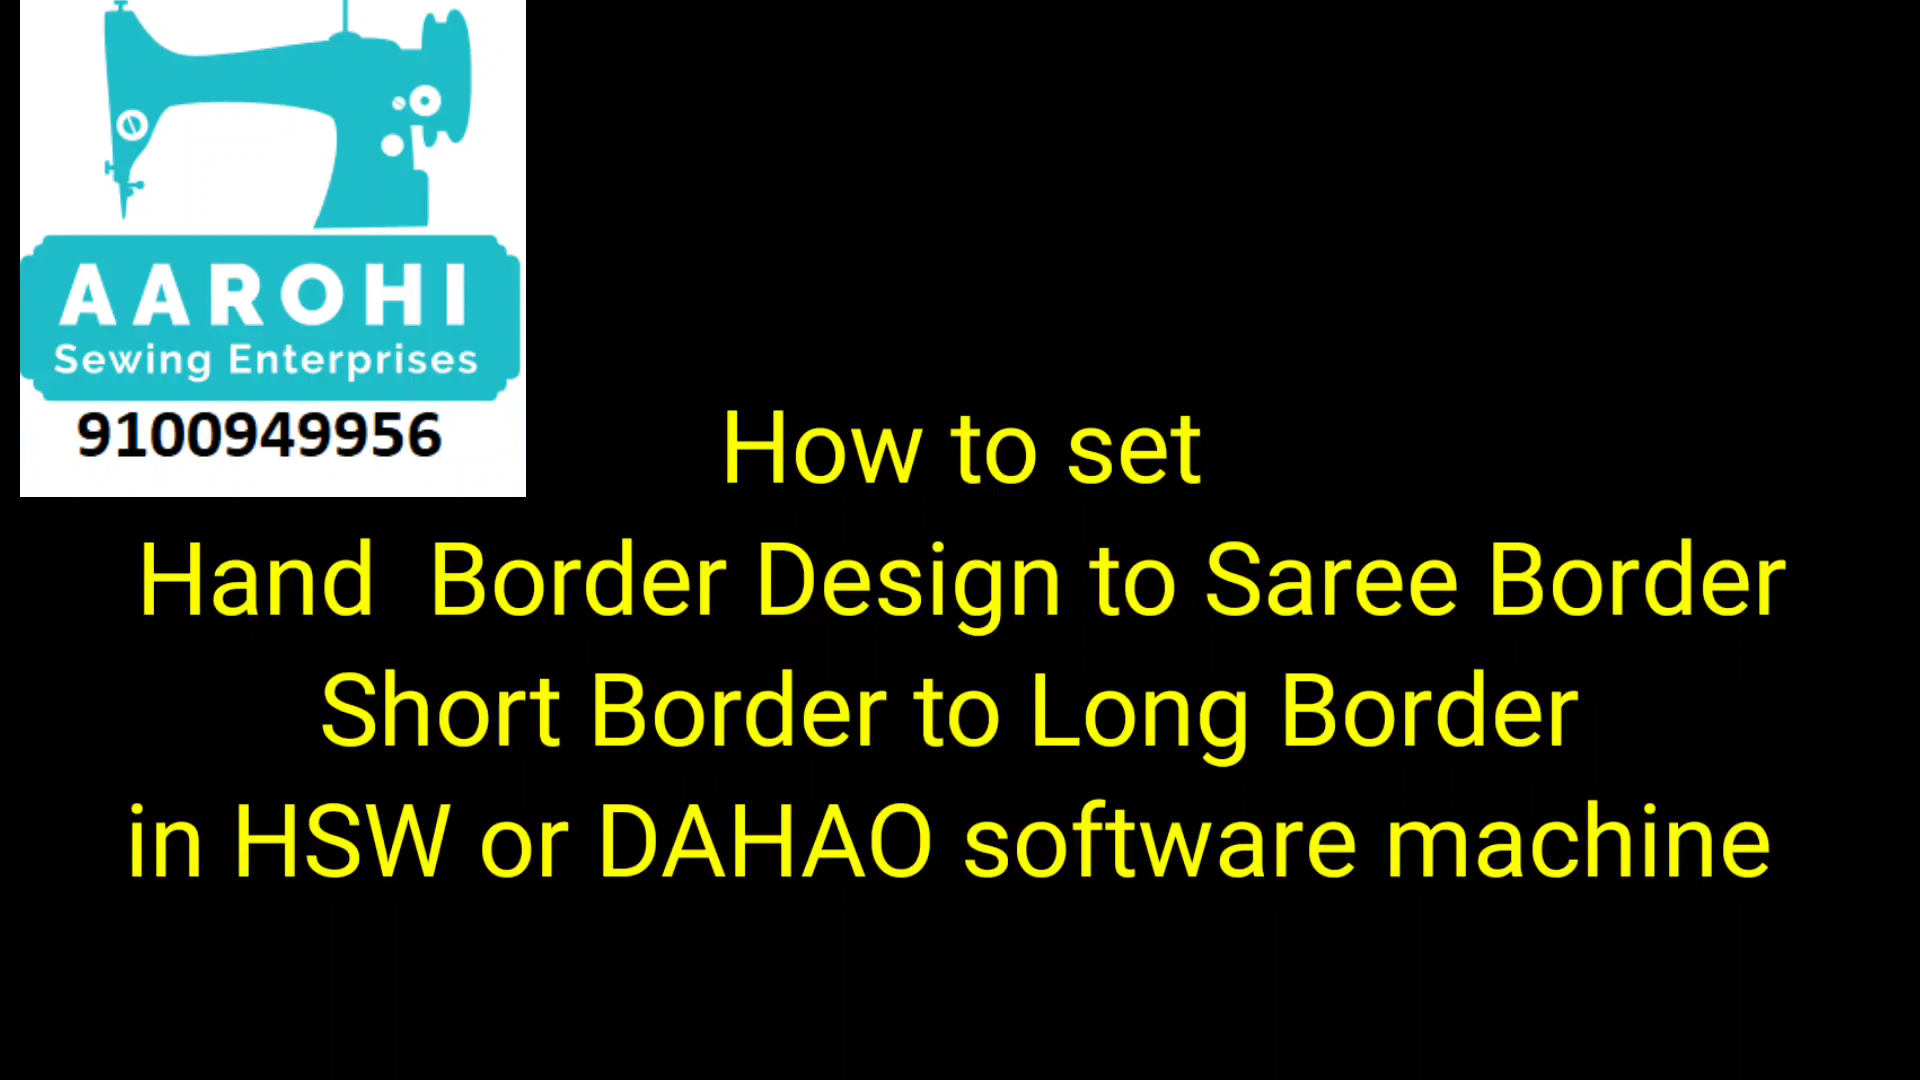 AAROHI
Sewing Enterprises
9100949956
How to set
Hand Border Design to Saree Border
Short Border to Long Border
in HSW or DAHAO software machine